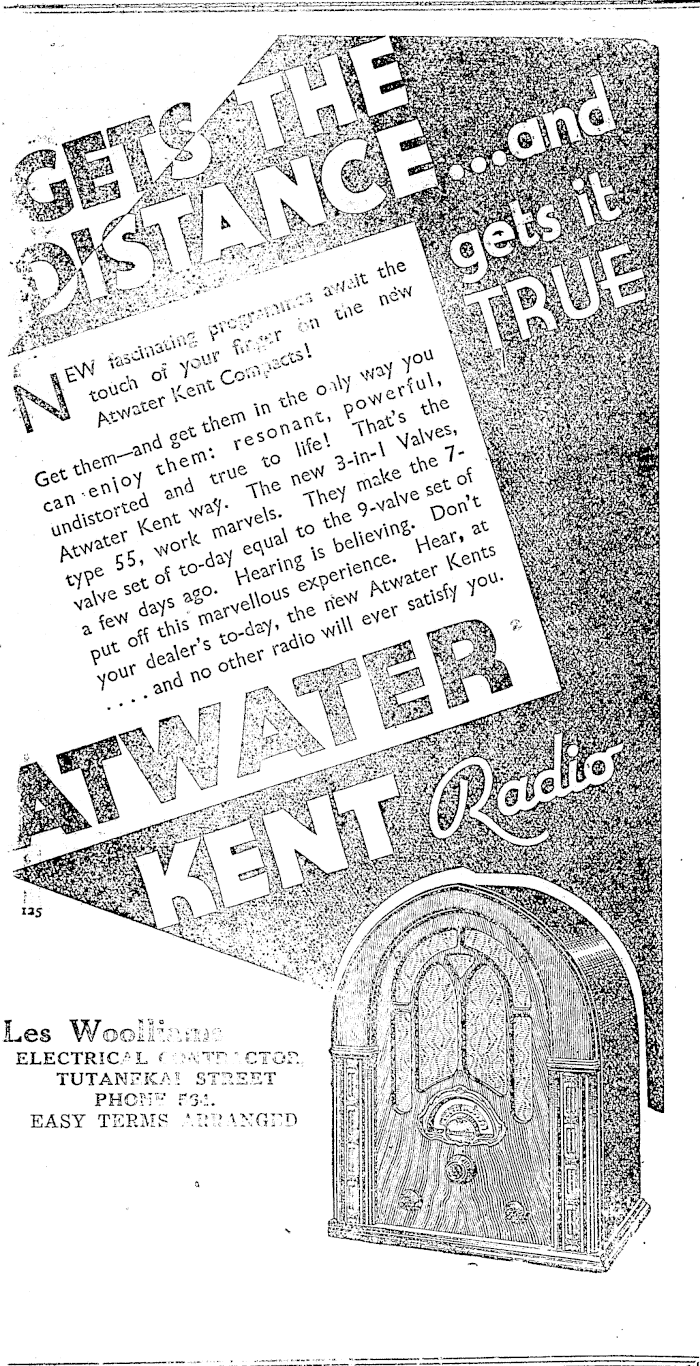 GETS THE
DISTANCE
...and
gets it
TRUE
NEW fascinating programmes await the
touch of your finger on the new
Atwater Kent Compacts!
Get them—and get them in the only way you
can enjoy them: resonant, powerful,
undistorted and true to life! That's the
Atwater Kent way. The new 3-in-1 Valves,
type 55, work marvels. They make the 7-
valve set of to-day equal to the 9-valve set of
a few days ago. Hearing is believing. Don't
put off this marvellous experience. Hear, at
your dealer's to-day, the new Atwater Kents
.... and no other radio will ever satisfy you.
ATWATER
KENT Radio
125
Les Woolliams
ELECTRICAL CONTRACTOR,
TUTANEKAI STREET
PHONE 564.
EASY TERMS ARRANGED